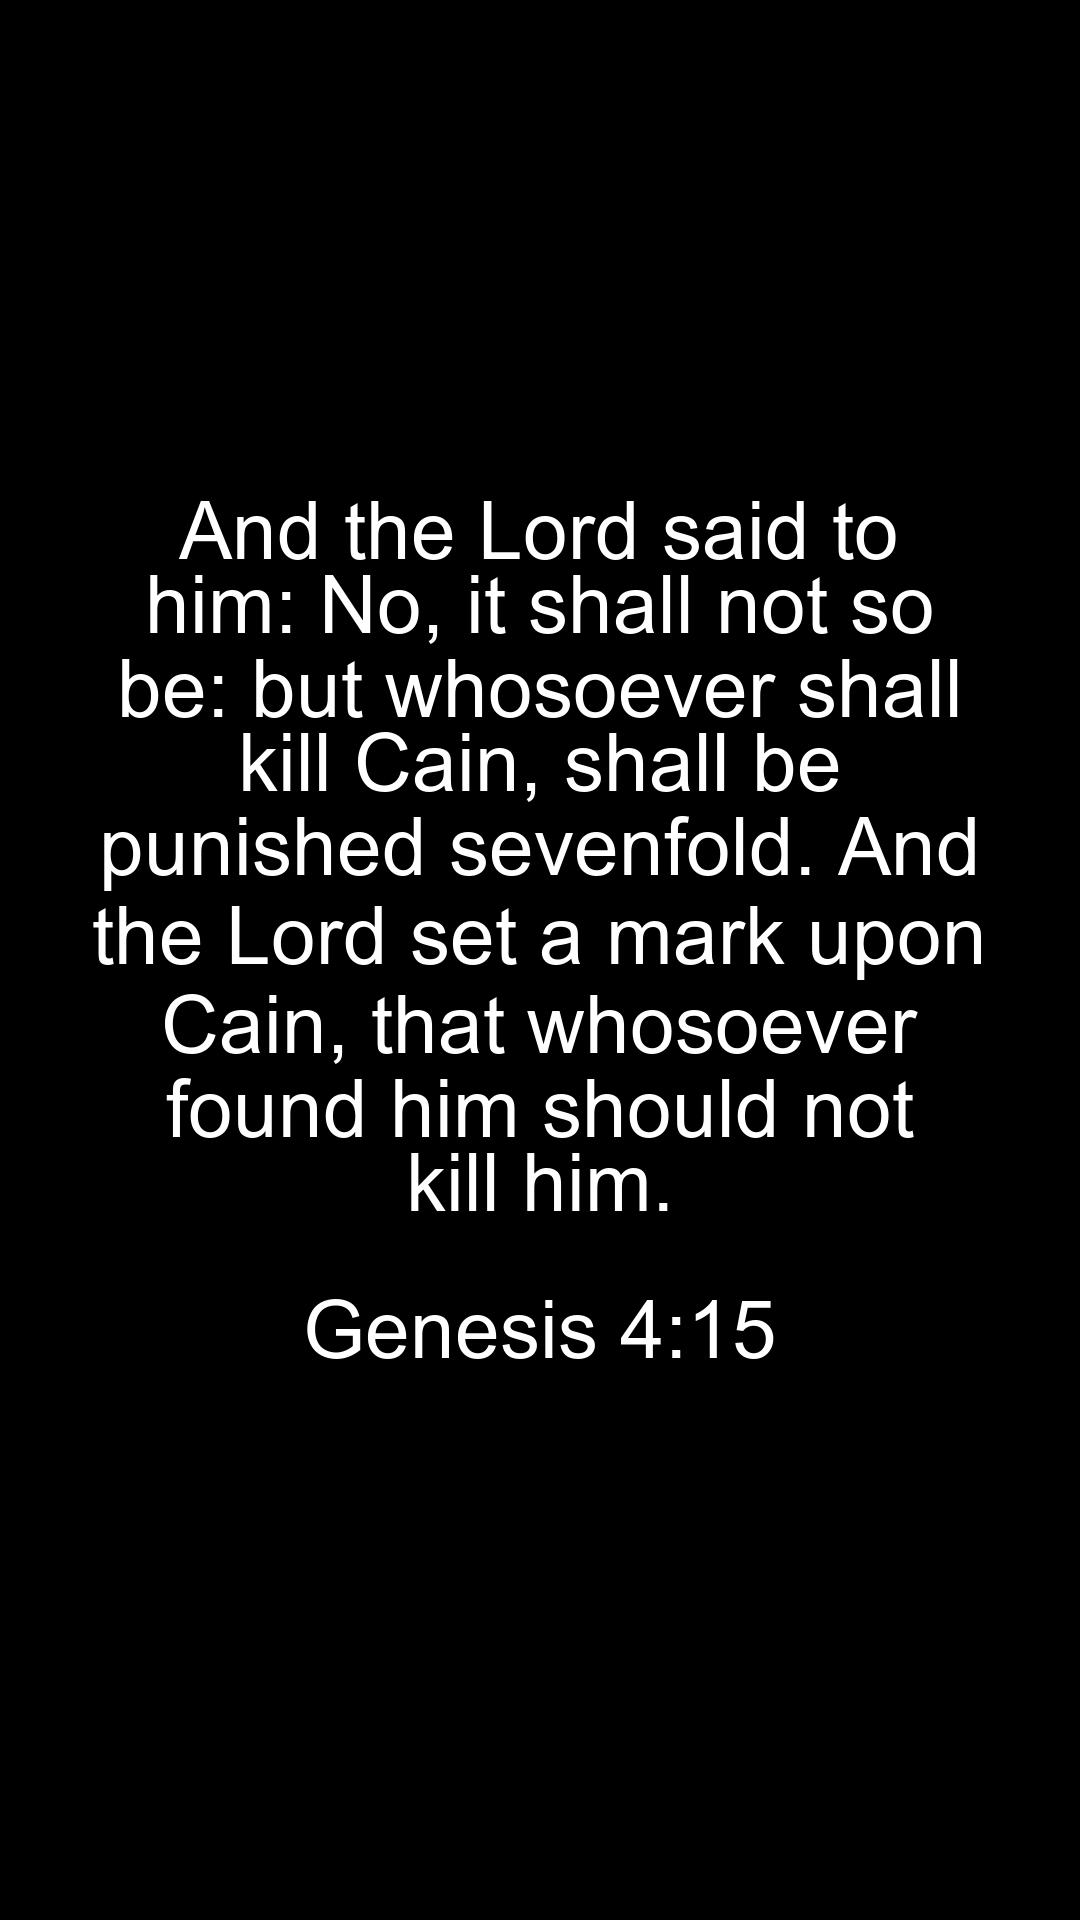 And the Lord said to
him: No, it shall not so
be: but whosoever shall
kill Cain, shall be
punished sevenfold. And
the Lord set a mark upon
Cain, that whosoever
found him should not
kill him.
Genesis 4:15